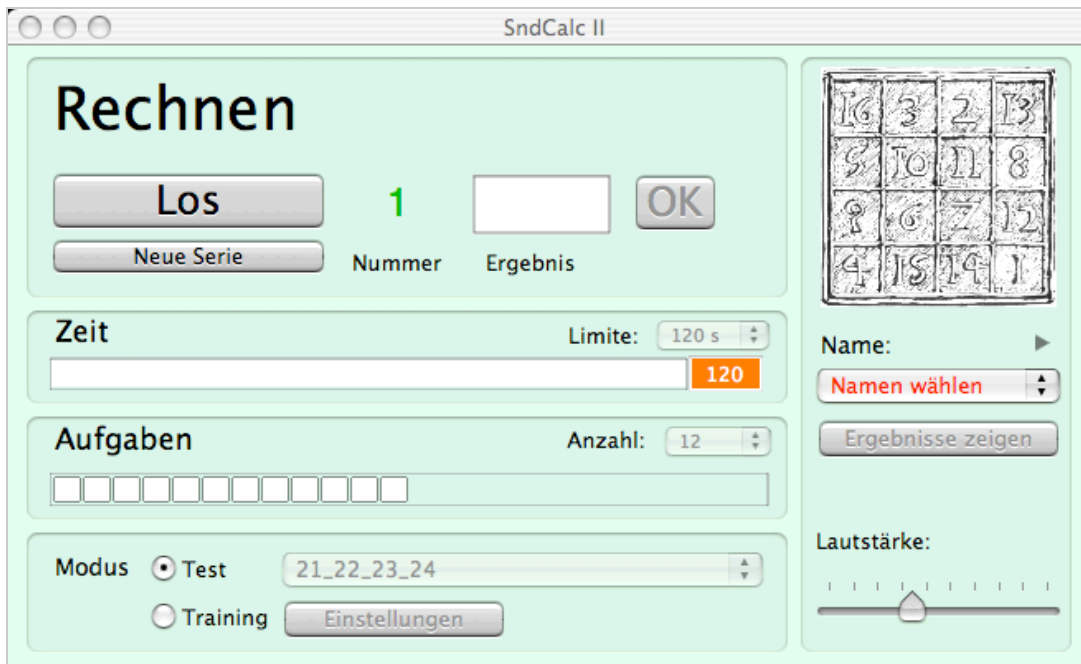 SndCalc II
Rechnen
Los
1
OK
Neue Serie
Nummer
Ergebnis
Zeit
Limite:
120 s
120
Aufgaben
Anzahl:
12
Modus
Test
21_22_23_24
Training
Einstellungen
16 3 2 13
5 10 11 8
9 6 7 12
4 15 14 1
Name:
Namen wählen
Ergebnisse zeigen
Lautstärke: